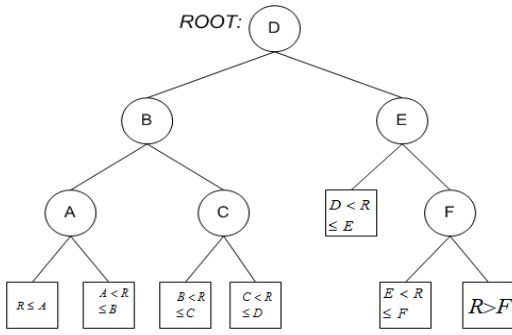 ROOT: D
B
E
A
C
D < R
≤ E
F
R ≤ A
A < R
≤ B
B < R
≤ C
C < R
≤ D
E < R
≤ F
R>F